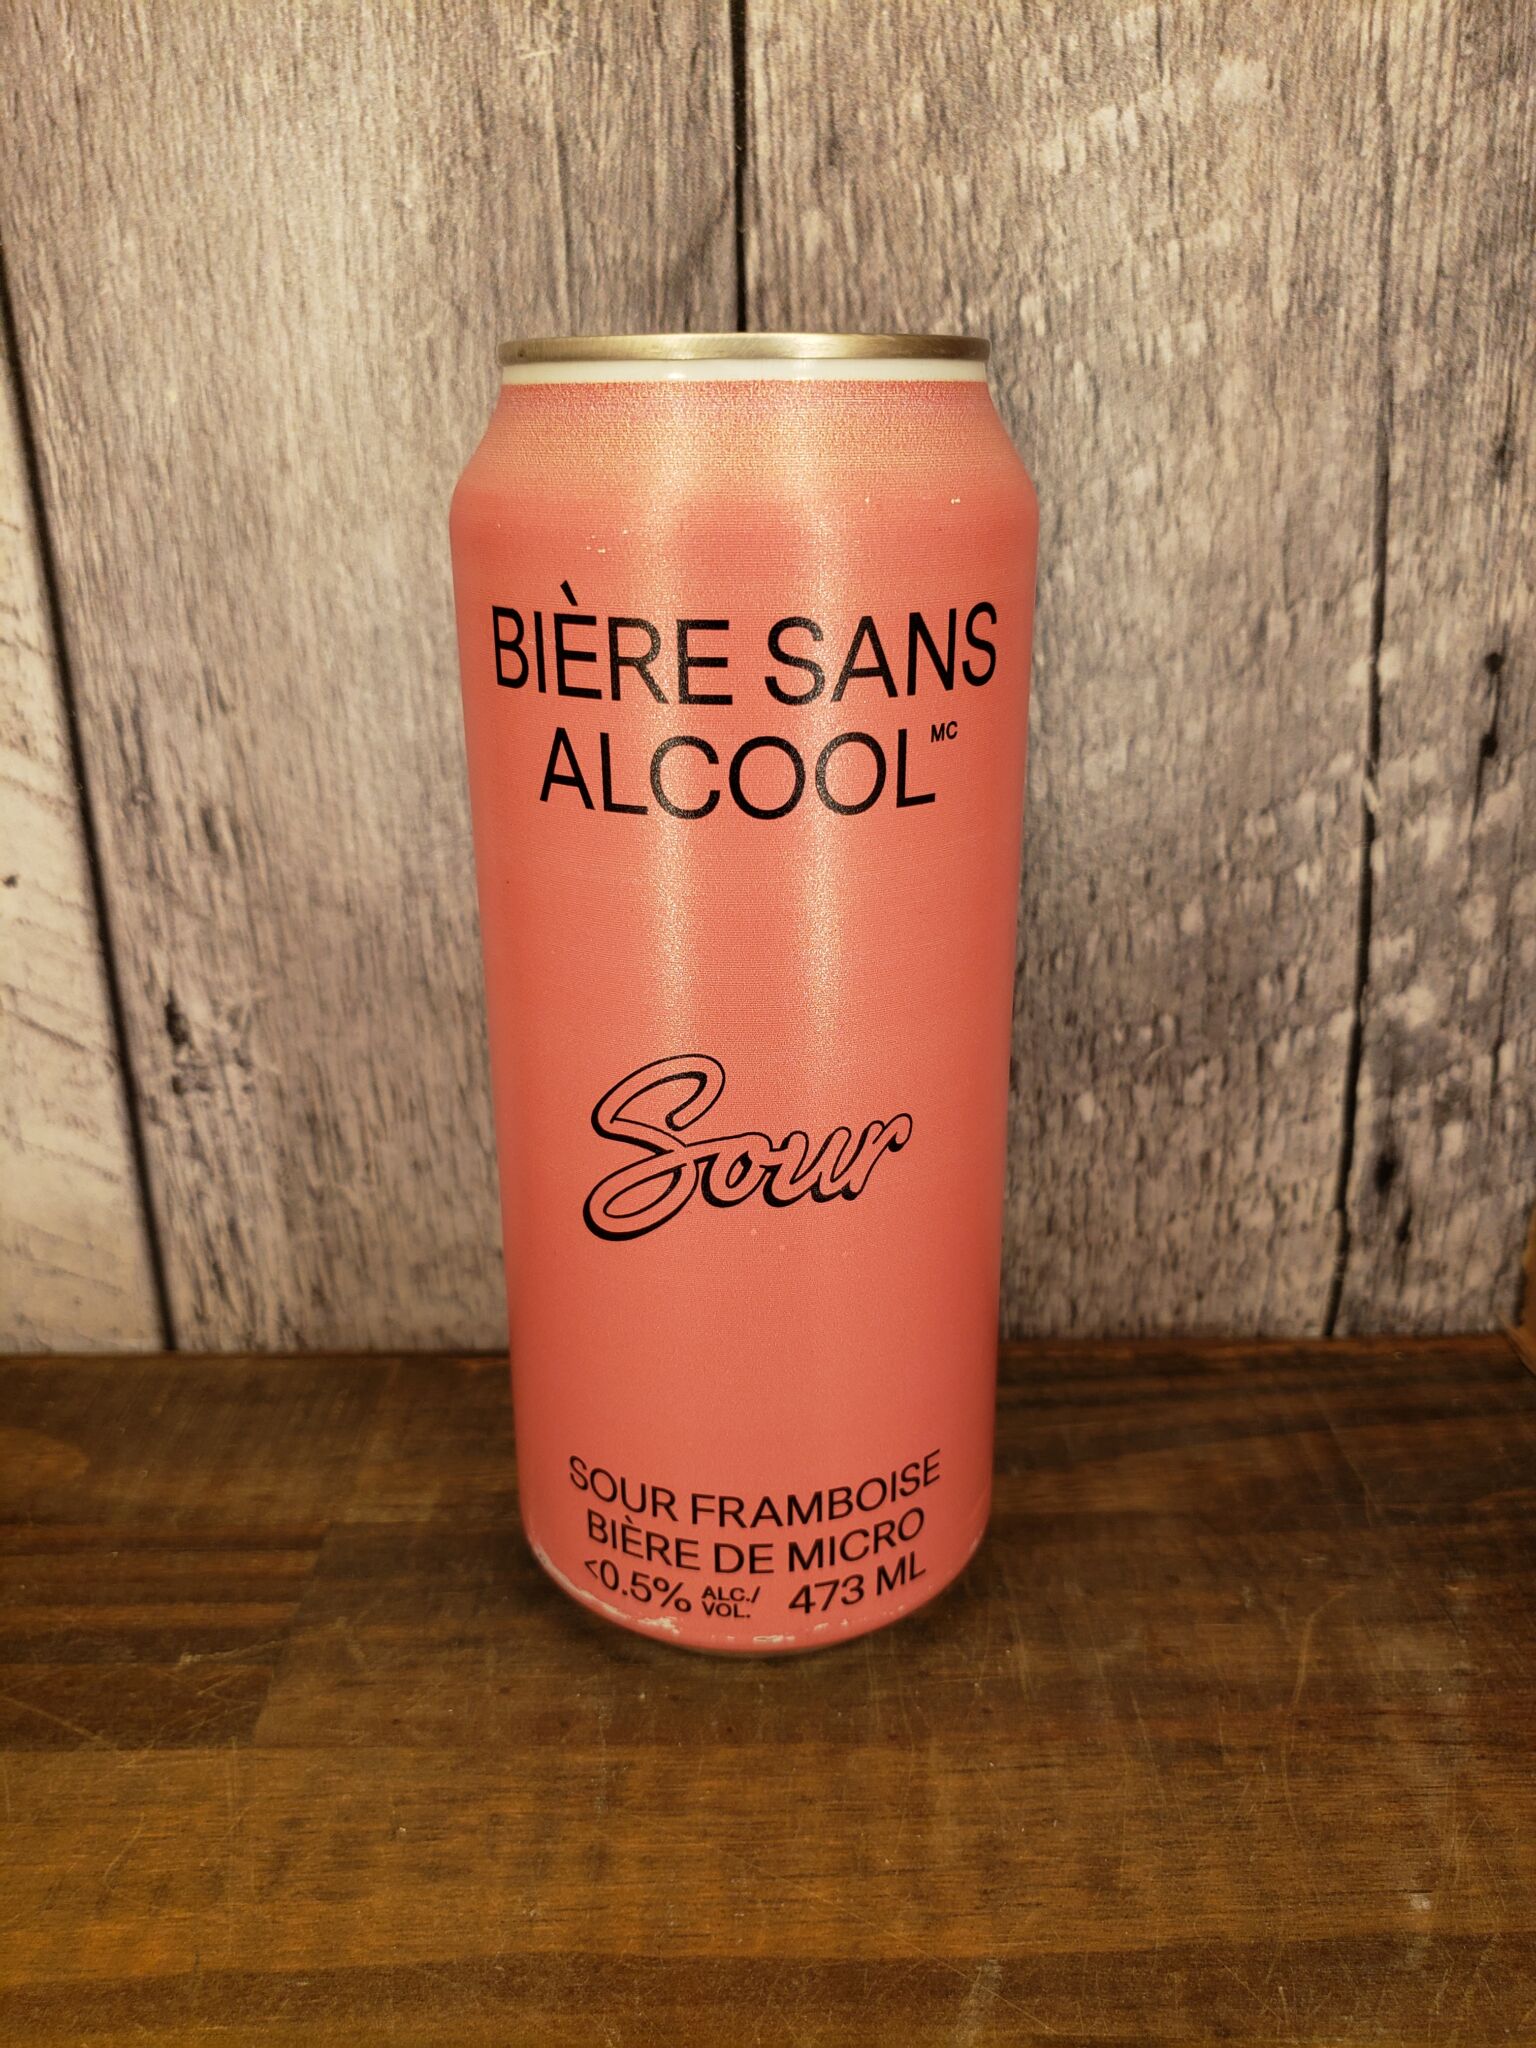 BIÈRE SANS
ALCOOL MC
Sour
SOUR FRAMBOISE
BIÈRE DE MICRO
<0.5% ALC./VOL. 473 ML